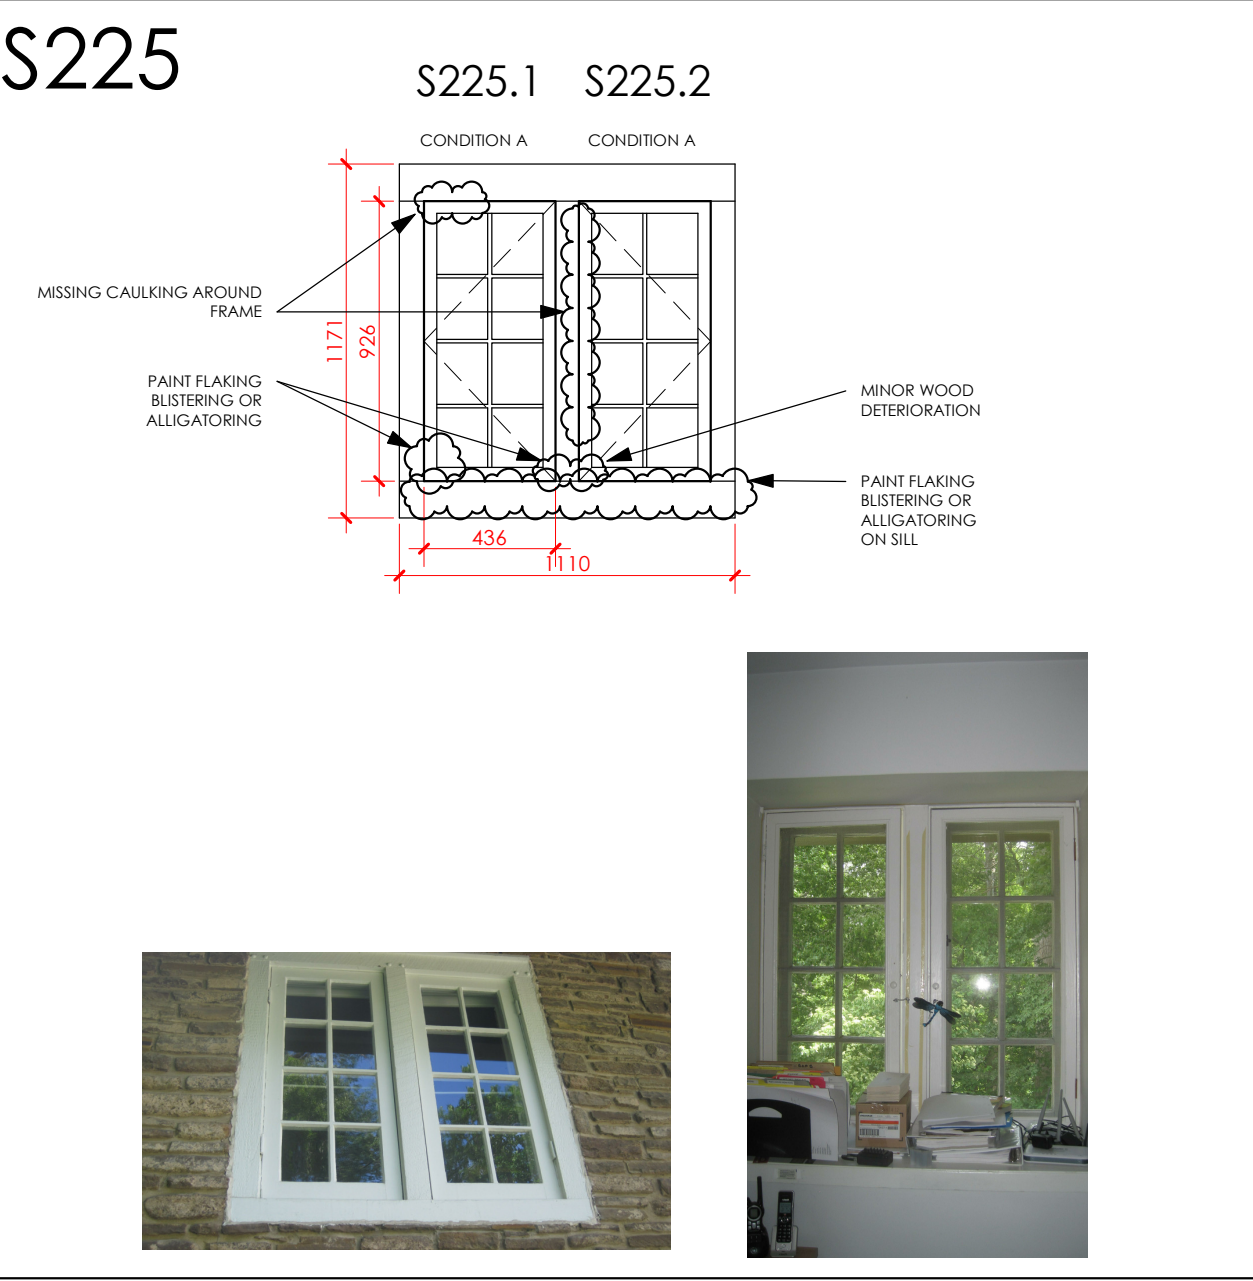 S225
S225.1 S225.2
CONDITION A CONDITION A
MISSING CAULKING AROUND
FRAME
1171
926
PAINT FLAKING
BLISTERING OR
ALLIGATORING
MINOR WOOD
DETERIORATION
PAINT FLAKING
BLISTERING OR
ALLIGATORING
ON SILL
436
1110